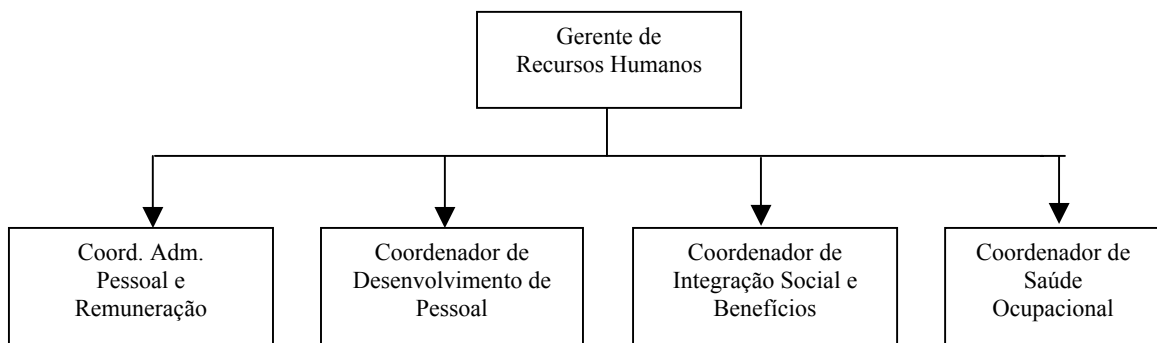 Gerente de
Recursos Humanos
Coord. Adm.
Pessoal e
Remuneração
Coordenador de
Desenvolvimento de
Pessoal
Coordenador de
Integração Social e
Benefícios
Coordenador de
Saúde
Ocupacional